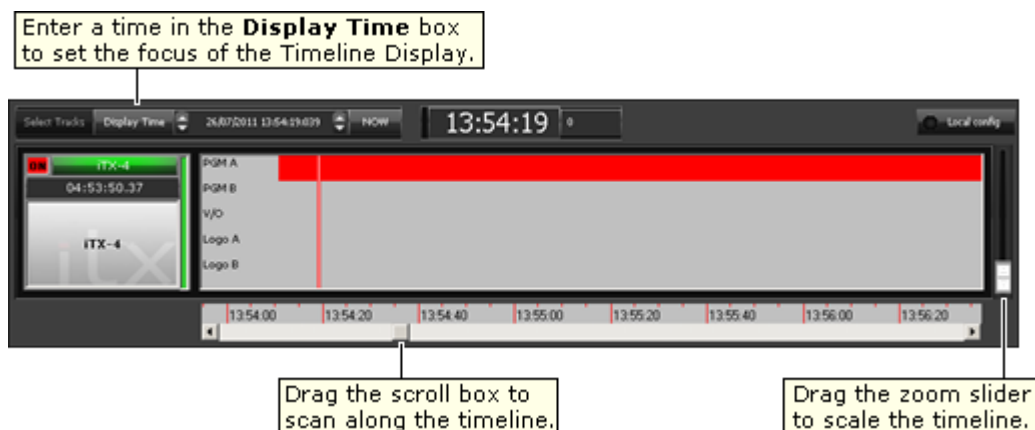 Enter a time in the Display Time box
to set the focus of the Timeline Display.
Select Tracks Display Time 26/07/2011 13:54:19:039 NOW 13:54:19 0 Local config
ON iTX-4
04:53:50.37
iTX-4
itx
PGM A
PGM B
V/O
Logo A
Logo B
13:54:00 13:54:20 13:54:40 13:55:00 13:55:20 13:55:40 13:56:00 13:56:20
Drag the scroll box to
scan along the timeline.
Drag the zoom slider
to scale the timeline.